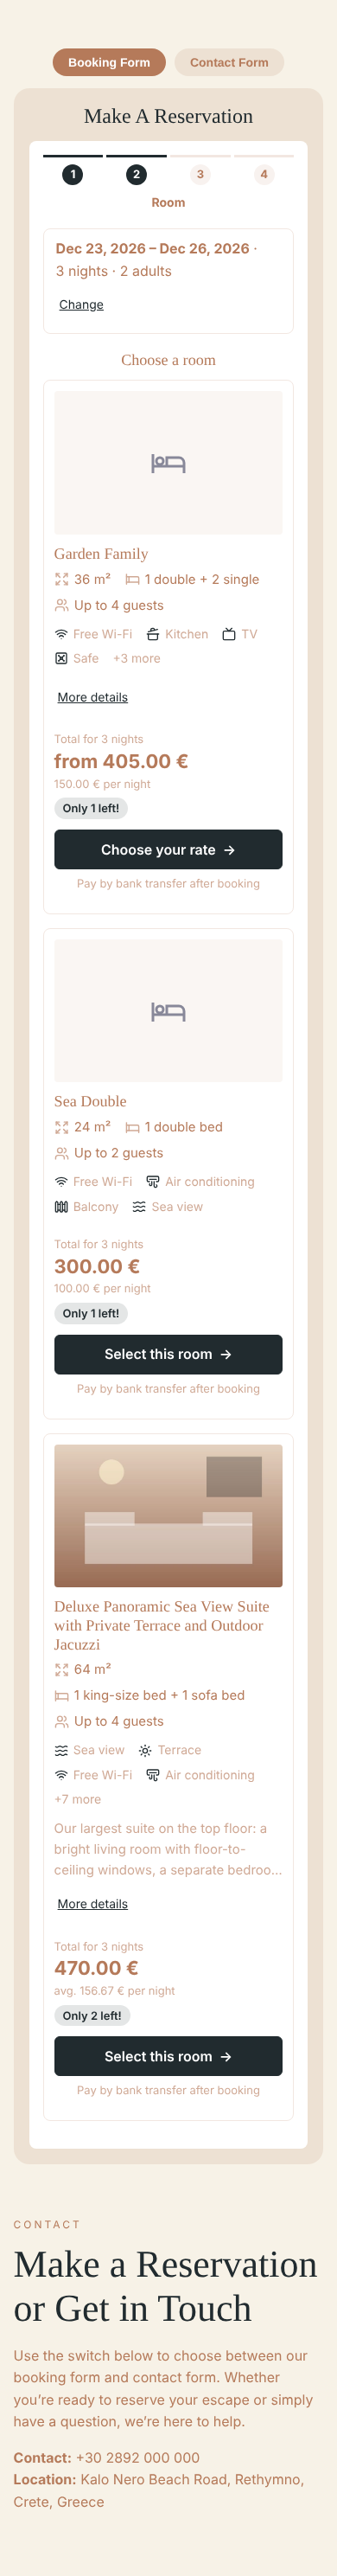 Booking Form
Contact Form
Make A Reservation
1
2
3
4
Room
Dec 23, 2026 – Dec 26, 2026 ·
3 nights · 2 adults
Change
Choose a room
Garden Family
36 m² 1 double + 2 single
Up to 4 guests
Free Wi-Fi Kitchen TV
Safe +3 more
More details
Total for 3 nights
from 405.00 €
150.00 € per night
Only 1 left!
Choose your rate →
Pay by bank transfer after booking
Sea Double
24 m² 1 double bed
Up to 2 guests
Free Wi-Fi Air conditioning
Balcony Sea view
Total for 3 nights
300.00 €
100.00 € per night
Only 1 left!
Select this room →
Pay by bank transfer after booking
Deluxe Panoramic Sea View Suite
with Private Terrace and Outdoor
Jacuzzi
64 m²
1 king-size bed + 1 sofa bed
Up to 4 guests
Sea view Terrace
Free Wi-Fi Air conditioning
+7 more
Our largest suite on the top floor: a
bright living room with floor-to-
ceiling windows, a separate bedroo...
More details
Total for 3 nights
470.00 €
avg. 156.67 € per night
Only 2 left!
Select this room →
Pay by bank transfer after booking
CONTACT
Make a Reservation
or Get in Touch
Use the switch below to choose between our
booking form and contact form. Whether
you’re ready to reserve your escape or simply
have a question, we’re here to help.
Contact: +30 2892 000 000
Location: Kalo Nero Beach Road, Rethymno,
Crete, Greece